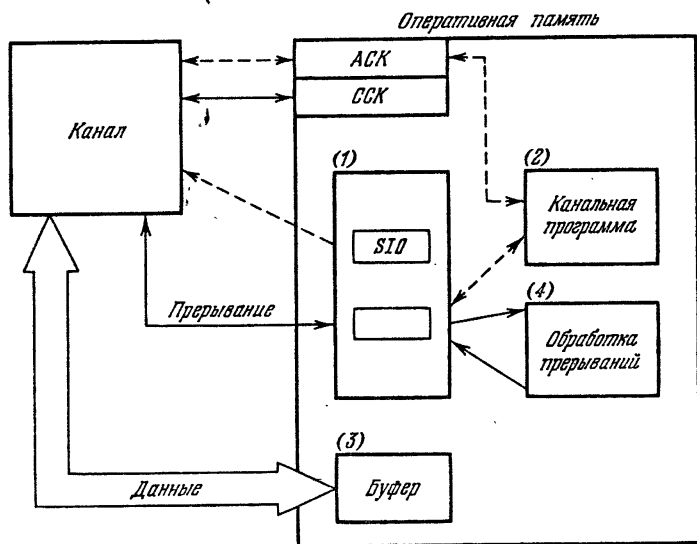 Оперативная память
АСК
ССК
Канал
(1)
(2)
SIO
Канальная
программа
Прерывание
(4)
Обработка
прерываний
(3)
Данные
Буфер